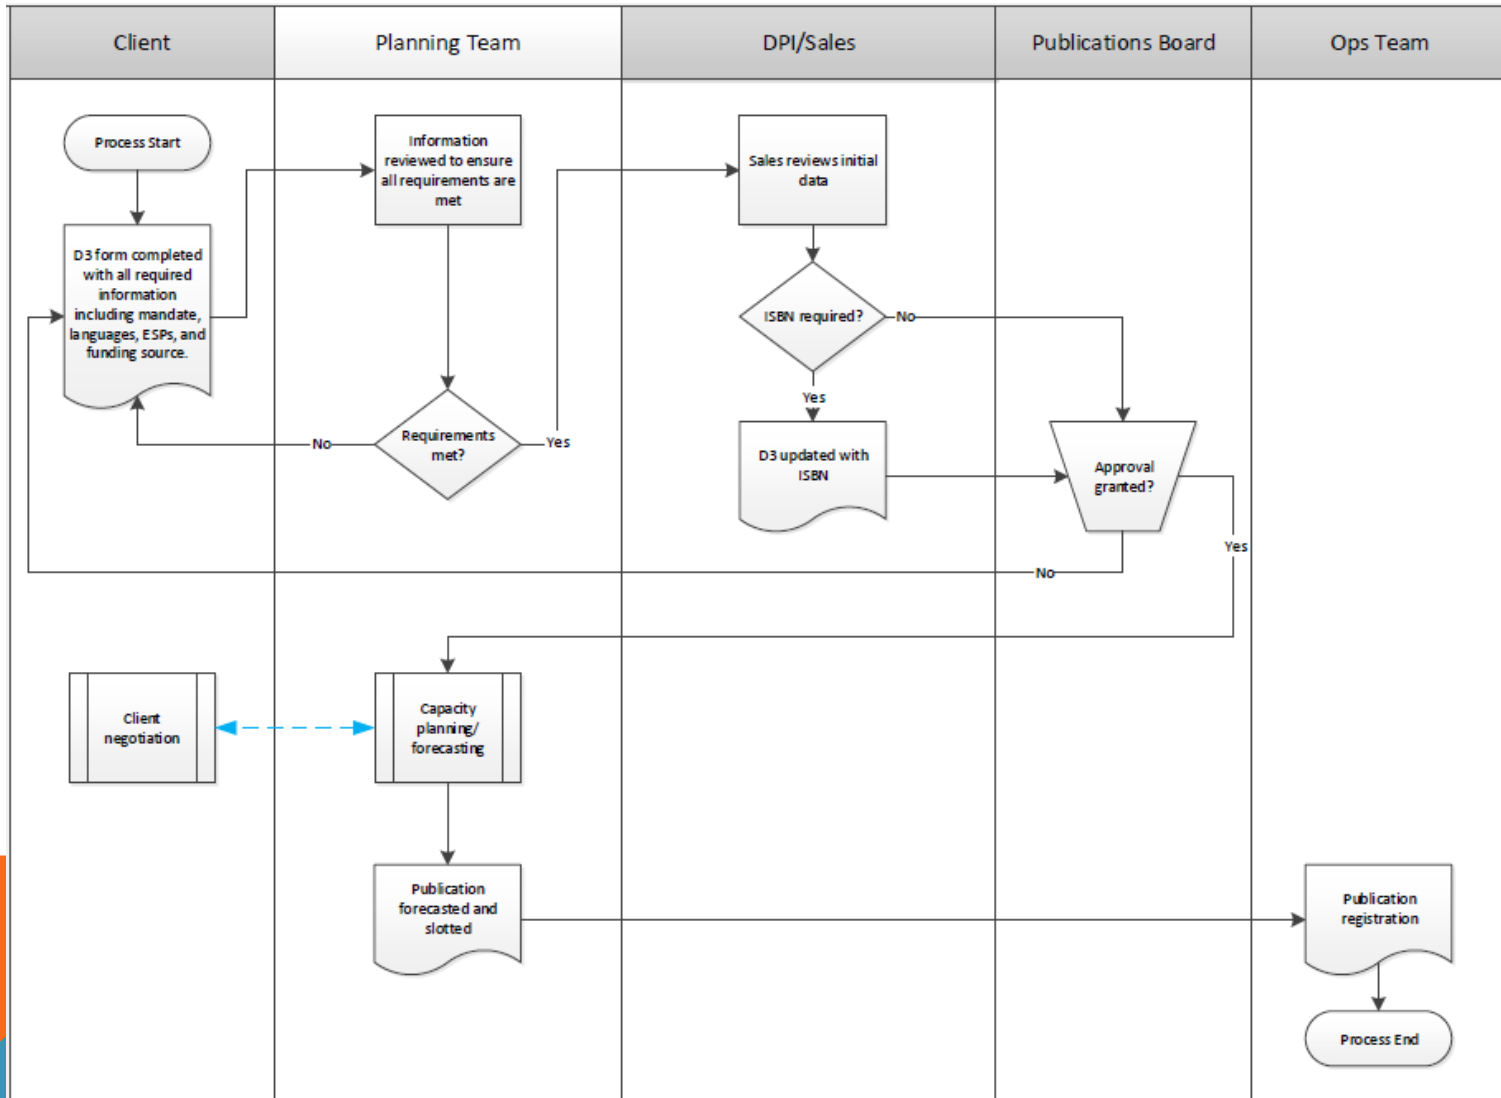 Client
Planning Team
DPI/Sales
Publications Board
Ops Team
Process Start
Information
reviewed to ensure
all requirements are
met
Sales reviews initial
data
D3 form completed
with all required
information
including mandate,
languages, ESPs, and
funding source.
ISBN required?
No
Yes
Requirements
met?
No
Yes
D3 updated with
ISBN
Approval
granted?
Yes
No
Client
negotiation
Capacity
planning/
forecasting
Publication
forecasted and
slotted
Publication
registration
Process End